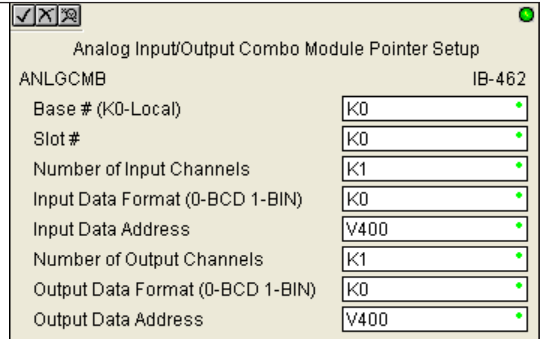 Analog Input/Output Combo Module Pointer Setup
ANLGCMB IB-462
Base # (K0-Local) K0
Slot # K0
Number of Input Channels K1
Input Data Format (0-BCD 1-BIN) K0
Input Data Address V400
Number of Output Channels K1
Output Data Format (0-BCD 1-BIN) K0
Output Data Address V400